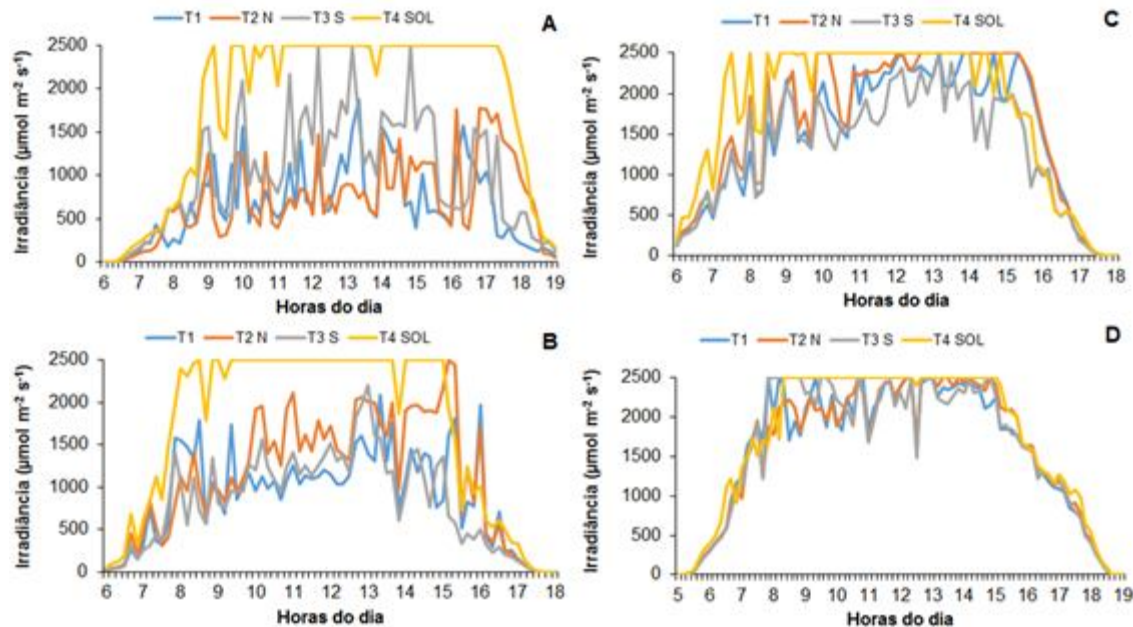 T1 T2 N T3 S T4 SOL
A
Irradiância (µmol m⁻² s⁻¹)
2500
2000
1500
1000
500
0
6 7 8 9 10 11 12 13 14 15 16 17 18 19
Horas do dia
T1 T2 N T3 S T4 SOL
C
Irradiância (µmol m⁻² s⁻¹)
2500
2000
1500
1000
500
0
6 7 8 9 10 11 12 13 14 15 16 17 18
Horas do dia
T1 T2 N T3 S T4 SOL
B
Irradiância (µmol m⁻² s⁻¹)
2500
2000
1500
1000
500
0
6 7 8 9 10 11 12 13 14 15 16 17 18
Horas do dia
T1 T2 N T3 S T4 SOL
D
Irradiância (µmol m⁻² s⁻¹)
2500
2000
1500
1000
500
0
5 6 7 8 9 10 11 12 13 14 15 16 17 18 19
Horas do dia